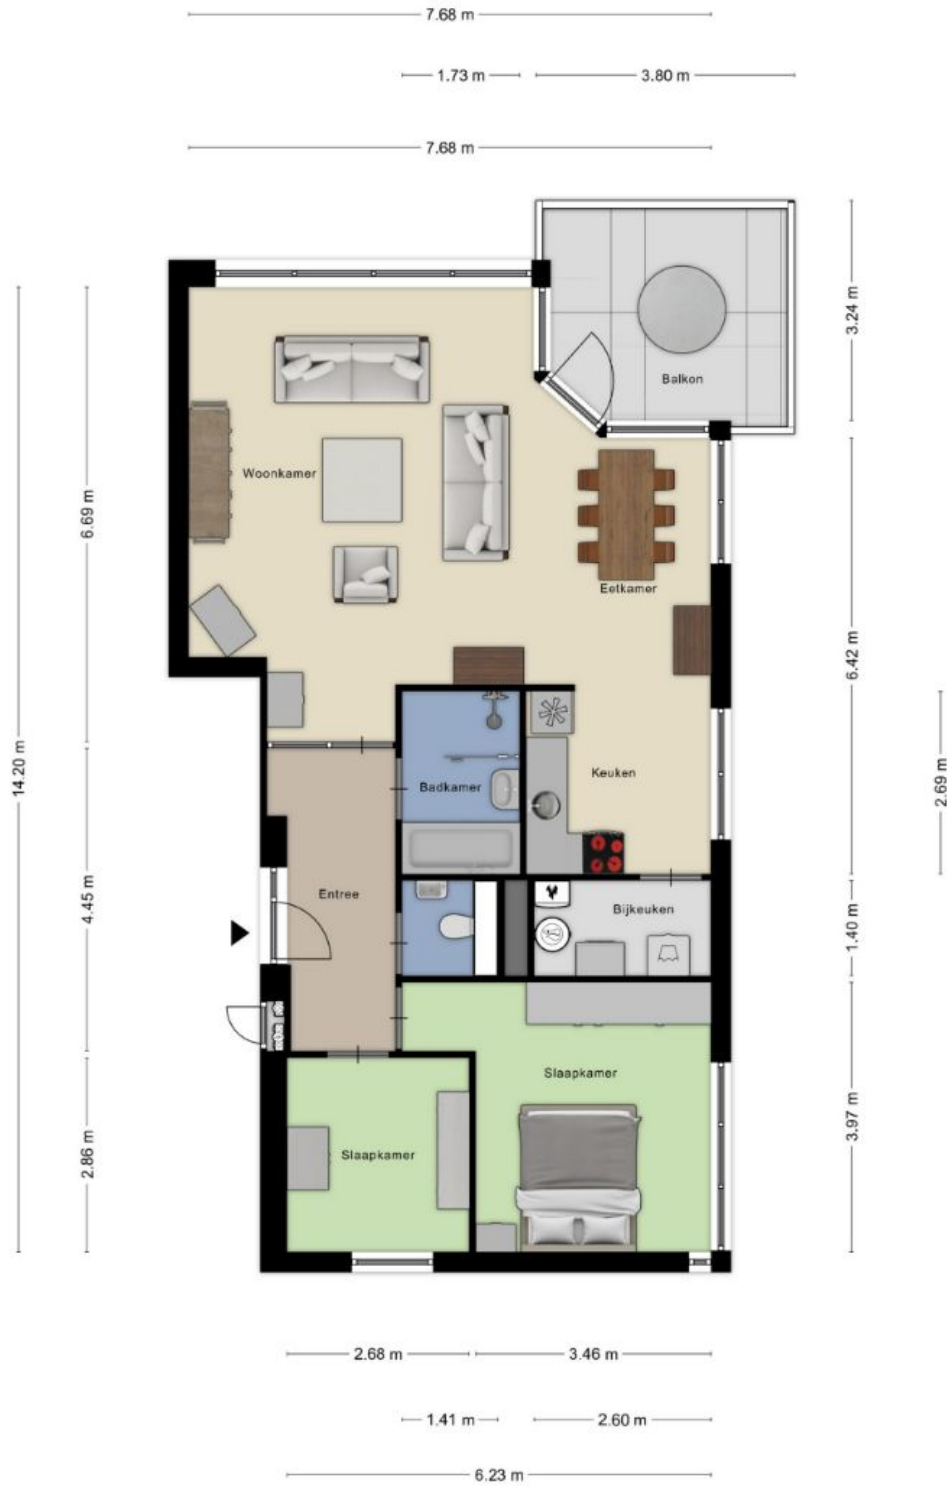 7.68 m
1.73 m
3.80 m
7.68 m
3.24 m
Balkon
Woonkamer
6.69 m
Eetkamer
6.42 m
14.20 m
Keuken
Badkamer
2.69 m
Entree
4.45 m
Bijkeuken
1.40 m
Slaapkamer
3.97 m
Slaapkamer
2.86 m
2.68 m
3.46 m
1.41 m
2.60 m
6.23 m